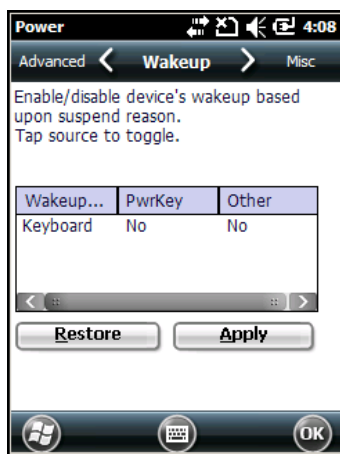 Power 4:08
Advanced Wakeup Misc
Enable/disable device's wakeup based
upon suspend reason.
Tap source to toggle.
Wakeup... PwrKey Other
Keyboard No No
Restore Apply
OK